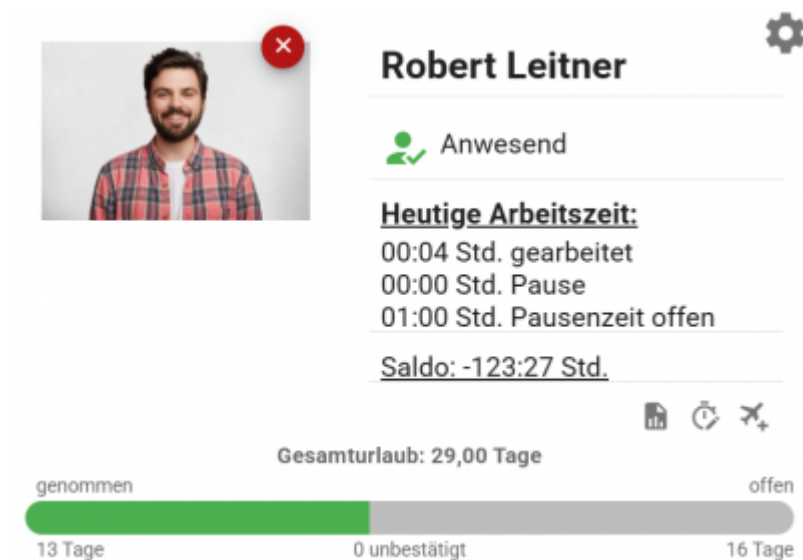 Robert Leitner
Anwesend
Heutige Arbeitszeit:
00:04 Std. gearbeitet
00:00 Std. Pause
01:00 Std. Pausenzeit offen
Saldo: -123:27 Std.
Gesamturlaub: 29,00 Tage
genommen offen
13 Tage 0 unbestätigt 16 Tage